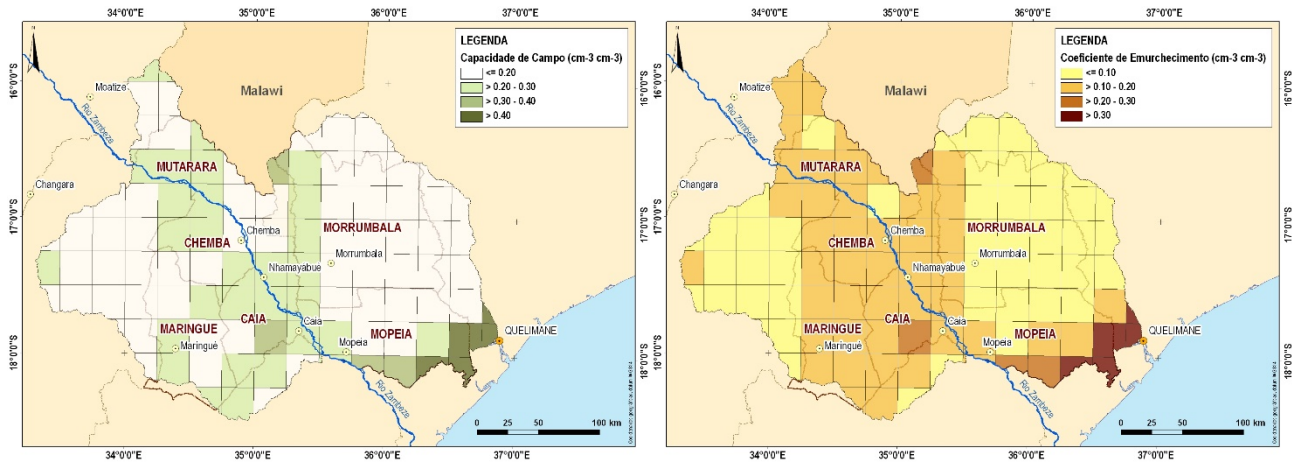 34°0'0"E 35°0'0"E 36°0'0"E 37°0'0"E
N
LEGENDA
Capacidade de Campo (cm-3 cm-3)
<= 0.20
> 0.20 - 0.30
> 0.30 - 0.40
> 0.40
16°0'0"S
Moatize
Malawi
Rio Zambeze
MUTARARA
Changara
17°0'0"S
Chemba
MORRUMBALA
CHEMBA
Morrumbala
Nhamayabué
CAIA
Caia
MARINGUE
MOPEIA
QUELIMANE
Maringué
Mopeia
18°0'0"S
Rio Zambeze
0 25 50 100 km
34°0'0"E 35°0'0"E 36°0'0"E 37°0'0"E
34°0'0"E 35°0'0"E 36°0'0"E 37°0'0"E
N
LEGENDA
Coeficiente de Emurchecimento (cm-3 cm-3)
<= 0.10
> 0.10 - 0.20
> 0.20 - 0.30
> 0.30
16°0'0"S
Moatize
Malawi
Rio Zambeze
MUTARARA
Changara
17°0'0"S
Chemba
MORRUMBALA
CHEMBA
Morrumbala
Nhamayabué
CAIA
Caia
MARINGUE
MOPEIA
QUELIMANE
Maringué
Mopeia
18°0'0"S
Rio Zambeze
0 25 50 100 km
34°0'0"E 35°0'0"E 36°0'0"E 37°0'0"E